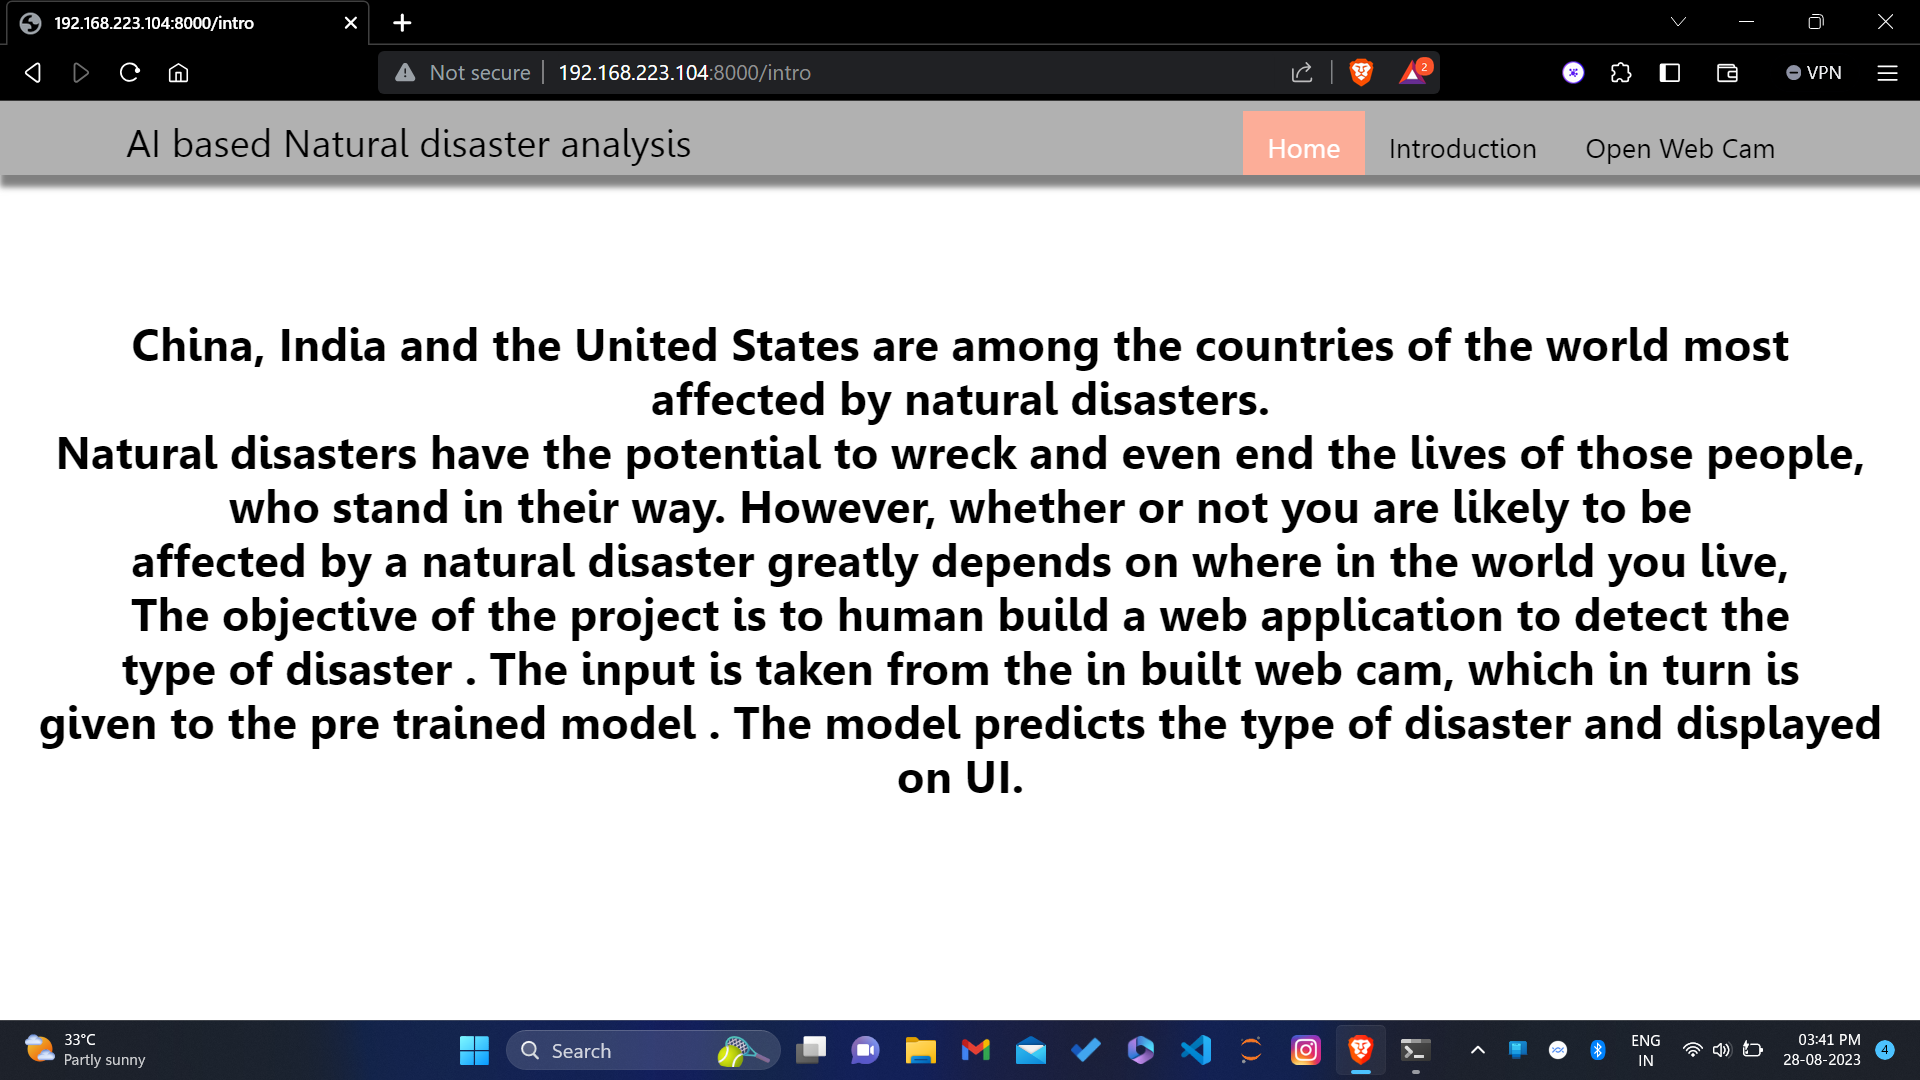 192.168.223.104:8000/intro
Not secure 192.168.223.104:8000/intro 2 VPN
AI based Natural disaster analysis Home Introduction Open Web Cam
China, India and the United States are among the countries of the world most
affected by natural disasters.
Natural disasters have the potential to wreck and even end the lives of those people,
who stand in their way. However, whether or not you are likely to be
affected by a natural disaster greatly depends on where in the world you live,
The objective of the project is to human build a web application to detect the
type of disaster . The input is taken from the in built web cam, which in turn is
given to the pre trained model . The model predicts the type of disaster and displayed
on UI.
33°C
Partly sunny
Search
ENG
IN
03:41 PM
28-08-2023
4